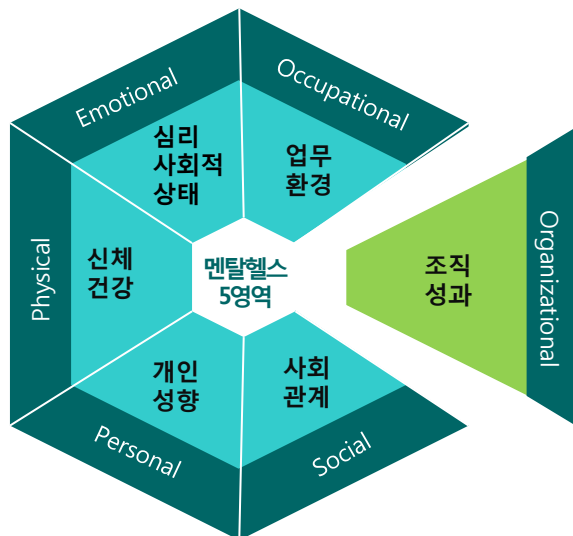 Emotional
심리
사회적
상태
Occupational
업무
환경
Physical
신체
건강
멘탈헬스
5영역
조직
성과
Organizational
개인
성향
Personal
사회
관계
Social